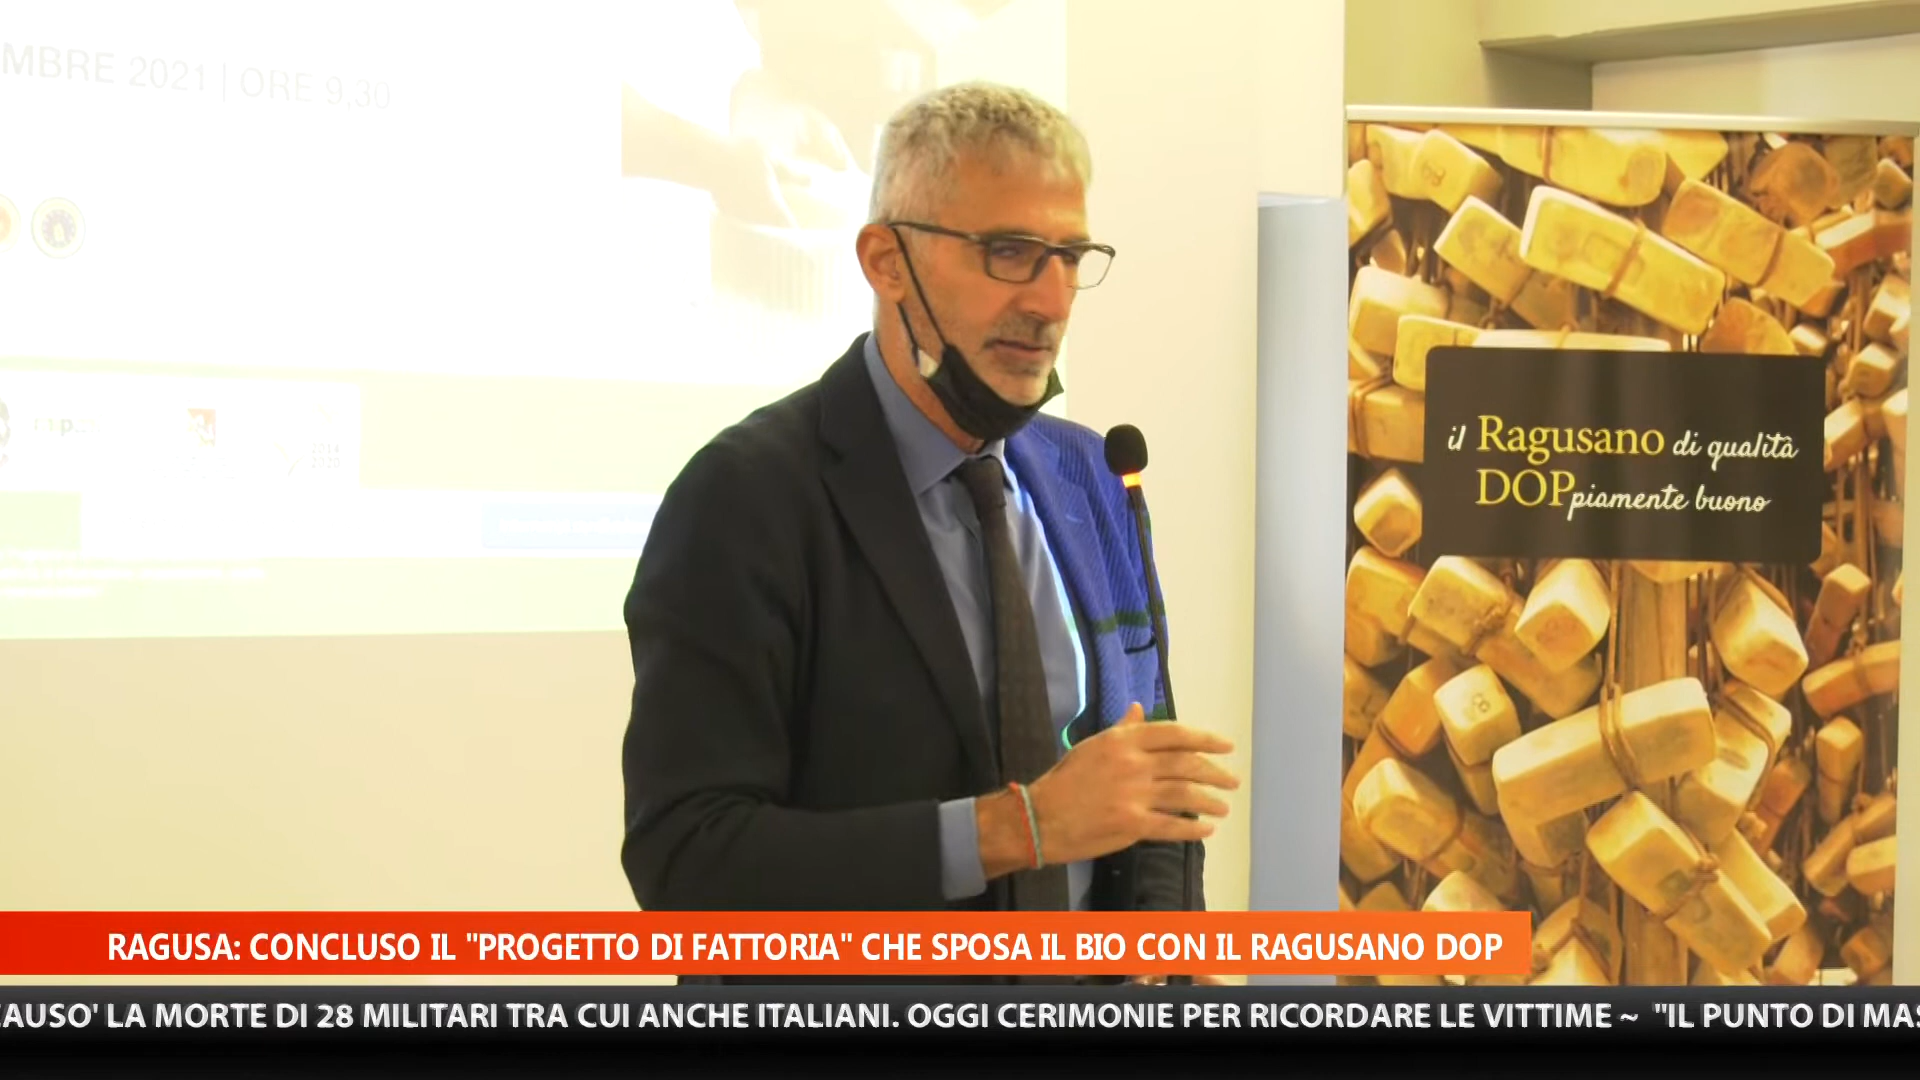 MBRE 2021 | ORE 9,30
il Ragusano di qualità
DOPpiamente buono
RAGUSA: CONCLUSO IL "PROGETTO DI FATTORIA" CHE SPOSA IL BIO CON IL RAGUSANO DOP
CAUSO' LA MORTE DI 28 MILITARI TRA CUI ANCHE ITALIANI. OGGI CERIMONIE PER RICORDARE LE VITTIME ~ "IL PUNTO DI MAS